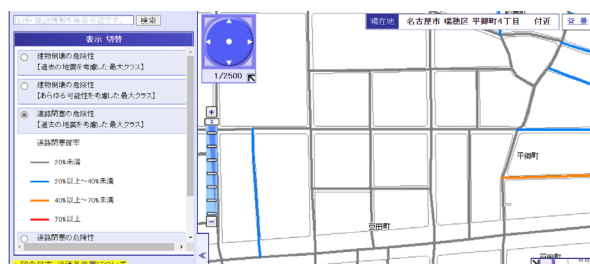 検索
表示 切替
建物倒壊の危険性
【過去の地震を考慮した最大クラス】
建物倒壊の危険性
【あらゆる可能性を考慮した最大クラス】
道路閉塞の危険性
【過去の地震を考慮した最大クラス】
道路閉塞確率
20%未満
20%以上～40%未満
40%以上～70%未満
70%以上
道路閉塞の危険性
1/2500
現在地 名古屋市 瑞穂区 平郷町4丁目 付近
背 景
平郷町
豆田町